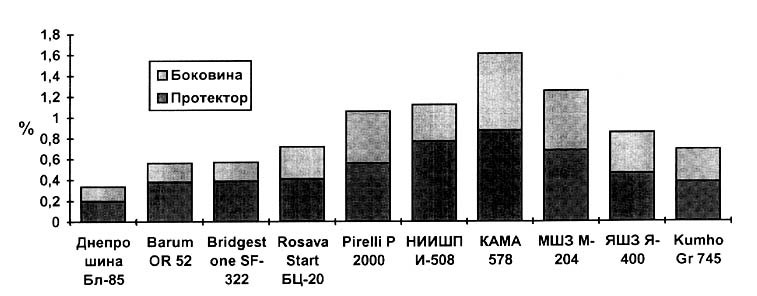 1,8
1,6
1,4
1,2
1
0,8
0,6
0,4
0,2
0
%
Боковина
Протектор
Днепро
шина
Бл-85
Barum
OR 52
Bridgest
one SF-
322
Rosava
Start
БЦ-20
Pirelli P
2000
НИИШП
И-508
КАМА
578
МШЗ М-
204
ЯШЗ Я-
400
Kumho
Gr 745